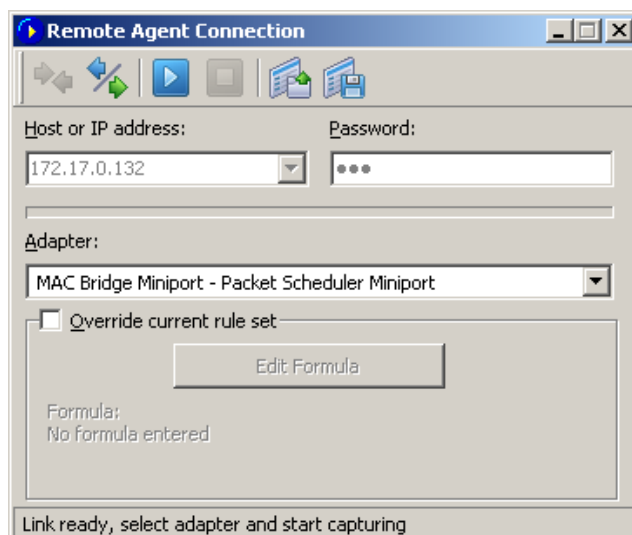 Remote Agent Connection
Host or IP address: Password:
172.17.0.132 •••
Adapter:
MAC Bridge Miniport - Packet Scheduler Miniport
Override current rule set
Edit Formula
Formula:
No formula entered
Link ready, select adapter and start capturing